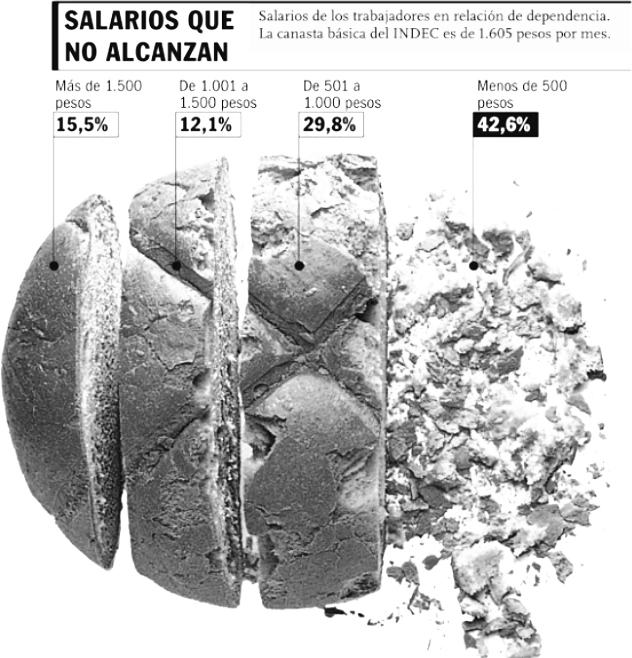 SALARIOS QUE
NO ALCANZAN
Salarios de los trabajadores en relación de dependencia.
La canasta básica del INDEC es de 1.605 pesos por mes.
Más de 1.500
pesos
15,5%
De 1.001 a
1.500 pesos
12,1%
De 501 a
1.000 pesos
29,8%
Menos de 500
pesos
42,6%